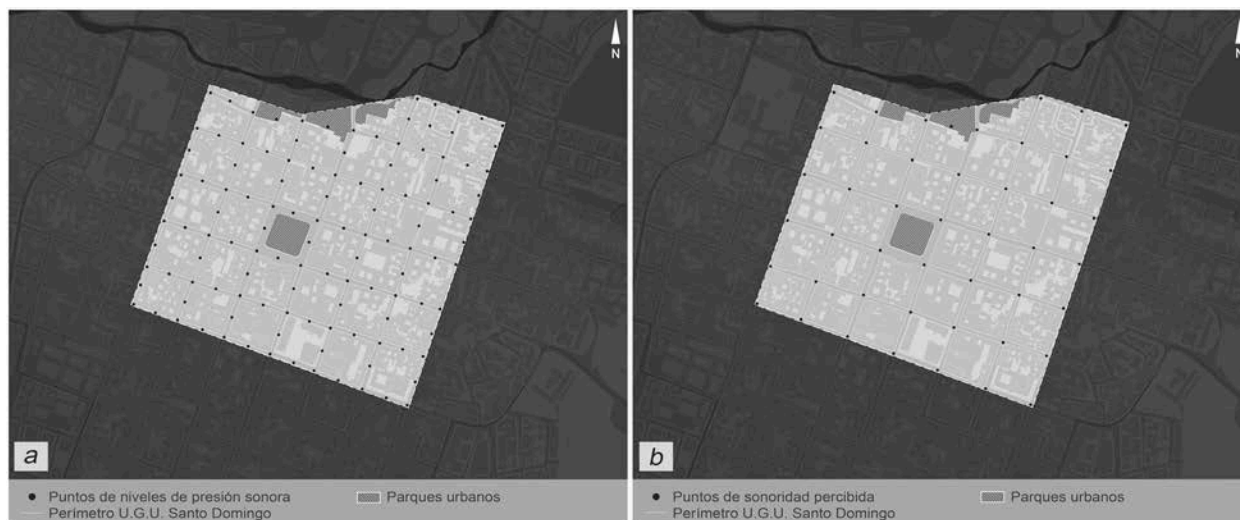 N
a
● Puntos de niveles de presión sonora
Parques urbanos
Perímetro U.G.U. Santo Domingo
N
b
● Puntos de sonoridad percibida
Parques urbanos
Perímetro U.G.U. Santo Domingo